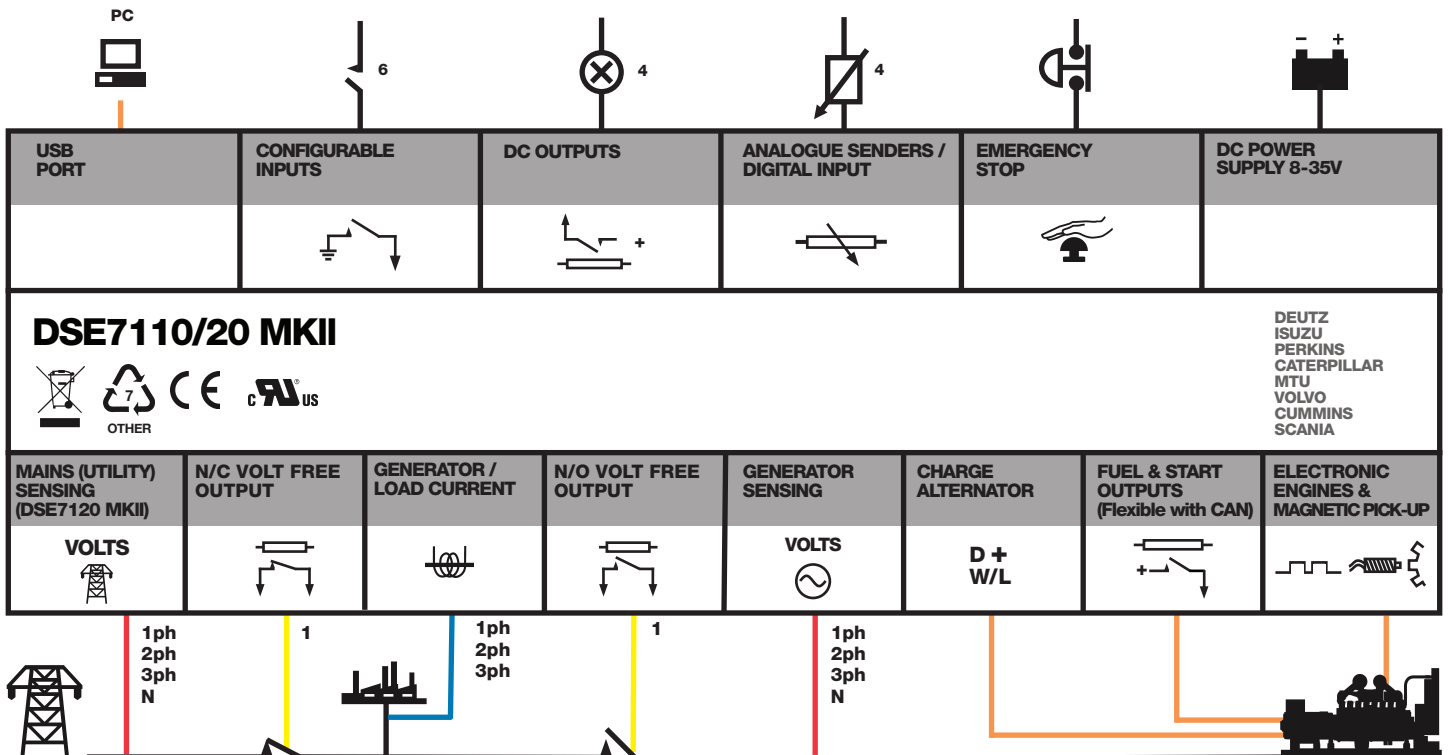 PC
6
4
4
- +
USB
PORT
CONFIGURABLE
INPUTS
DC OUTPUTS
ANALOGUE SENDERS /
DIGITAL INPUT
EMERGENCY
STOP
DC POWER
SUPPLY 8-35V
+
DSE7110/20 MKII
7
OTHER
CE
c RU ® US
DEUTZ
ISUZU
PERKINS
CATERPILLAR
MTU
VOLVO
CUMMINS
SCANIA
MAINS (UTILITY)
SENSING
(DSE7120 MKII)
N/C VOLT FREE
OUTPUT
GENERATOR /
LOAD CURRENT
N/O VOLT FREE
OUTPUT
GENERATOR
SENSING
CHARGE
ALTERNATOR
FUEL & START
OUTPUTS
(Flexible with CAN)
ELECTRONIC
ENGINES &
MAGNETIC PICK-UP
VOLTS
VOLTS
D +
W/L
+
1ph
2ph
3ph
N
1
1ph
2ph
3ph
1
1ph
2ph
3ph
N